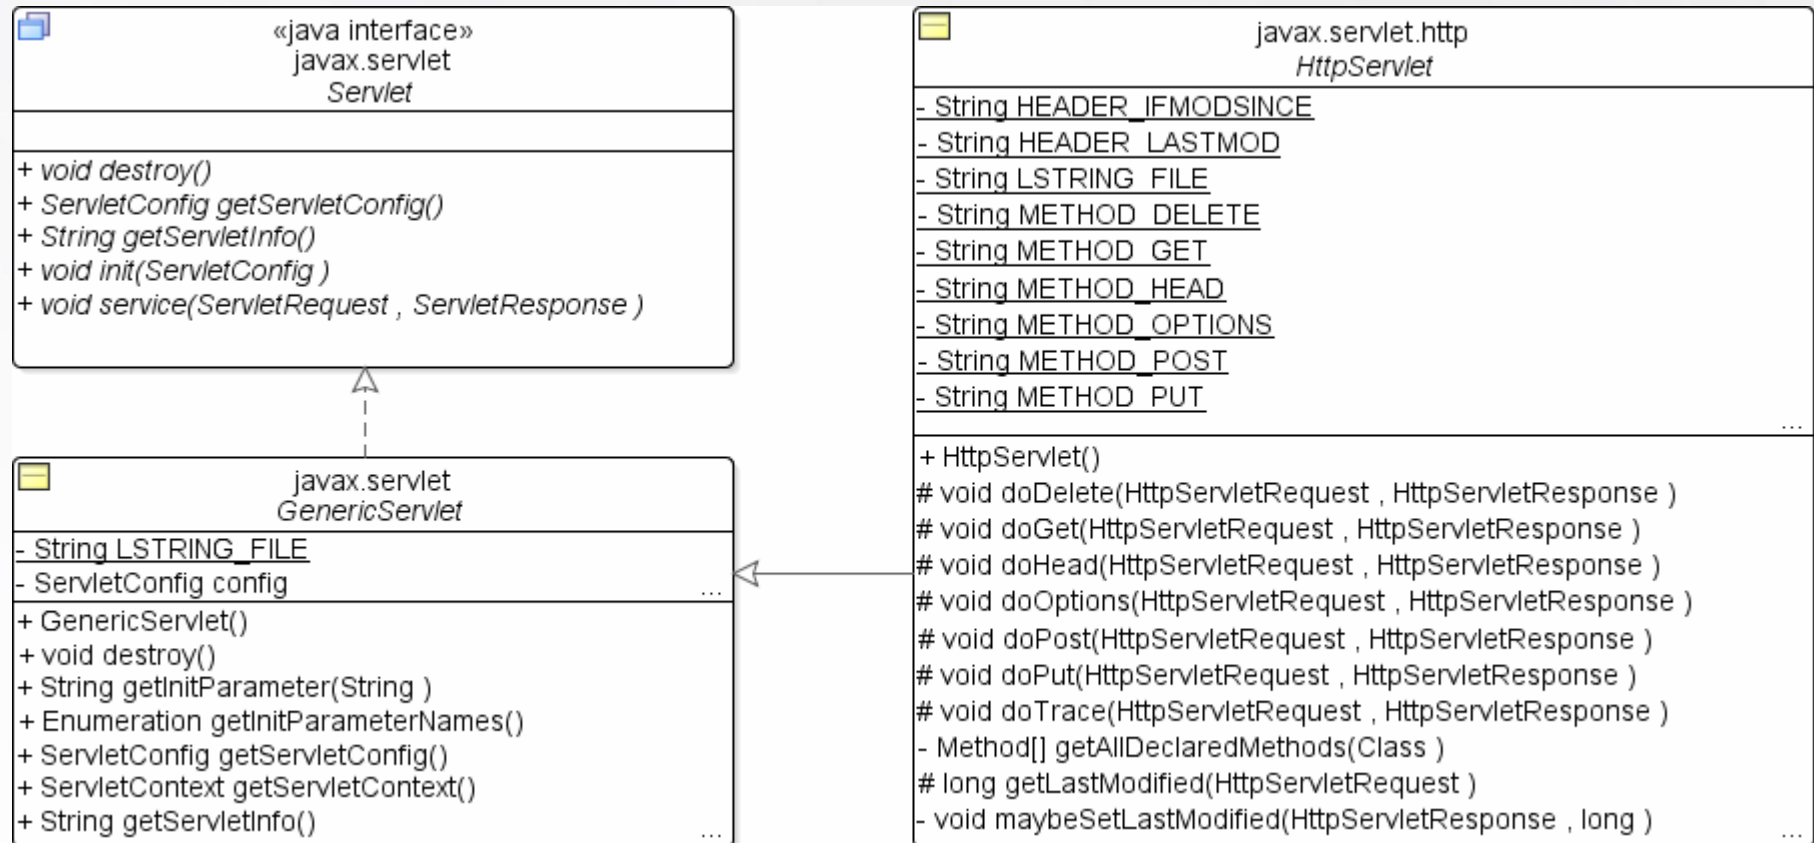 «java interface»
javax.servlet
Servlet
+ void destroy()
+ ServletConfig getServletConfig()
+ String getServletInfo()
+ void init(ServletConfig )
+ void service(ServletRequest , ServletResponse )
javax.servlet
GenericServlet
- String LSTRING_FILE
- ServletConfig config
...
+ GenericServlet()
+ void destroy()
+ String getInitParameter(String )
+ Enumeration getInitParameterNames()
+ ServletConfig getServletConfig()
+ ServletContext getServletContext()
+ String getServletInfo()
...
javax.servlet.http
HttpServlet
- String HEADER_IFMODSINCE
- String HEADER_LASTMOD
- String LSTRING_FILE
- String METHOD_DELETE
- String METHOD_GET
- String METHOD_HEAD
- String METHOD_OPTIONS
- String METHOD_POST
- String METHOD_PUT
...
+ HttpServlet()
# void doDelete(HttpServletRequest , HttpServletResponse )
# void doGet(HttpServletRequest , HttpServletResponse )
# void doHead(HttpServletRequest , HttpServletResponse )
# void doOptions(HttpServletRequest , HttpServletResponse )
# void doPost(HttpServletRequest , HttpServletResponse )
# void doPut(HttpServletRequest , HttpServletResponse )
# void doTrace(HttpServletRequest , HttpServletResponse )
- Method[] getAllDeclaredMethods(Class )
# long getLastModified(HttpServletRequest )
- void maybeSetLastModified(HttpServletResponse , long )
...